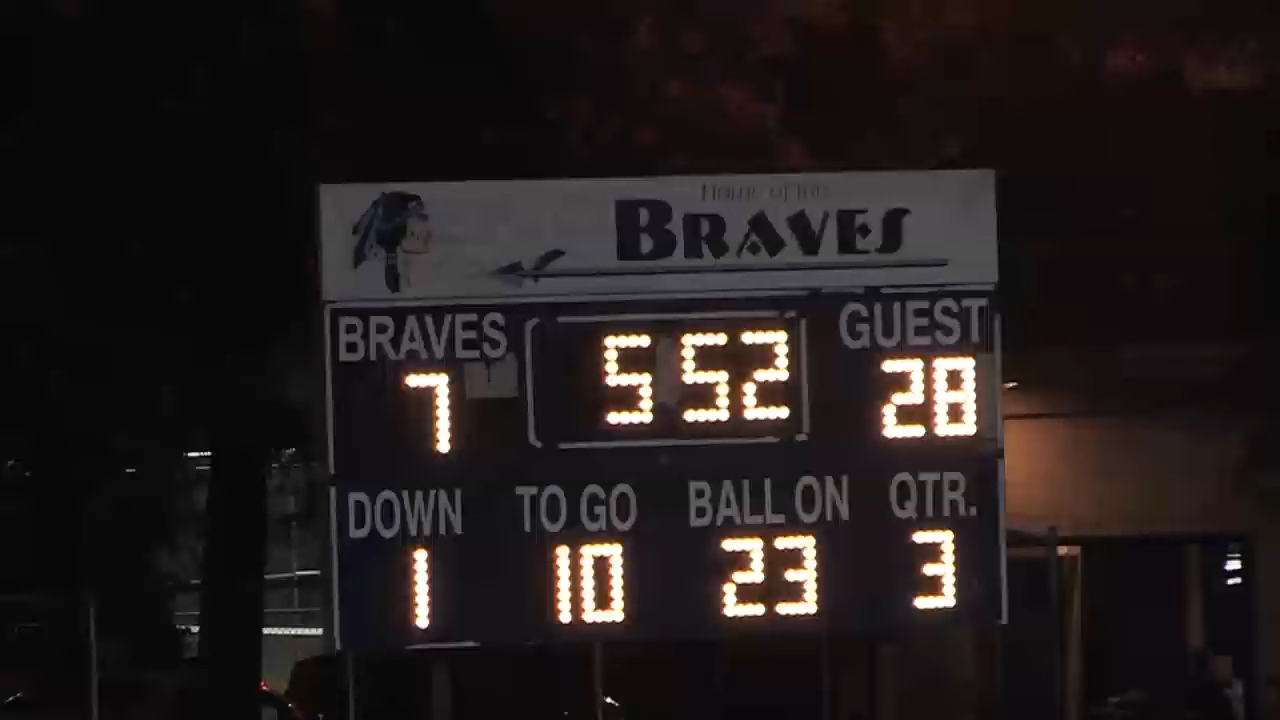 Home of the
BRAVES
BRAVES 5 52 GUEST
7 28
DOWN TO GO BALL ON QTR.
1 10 23 3